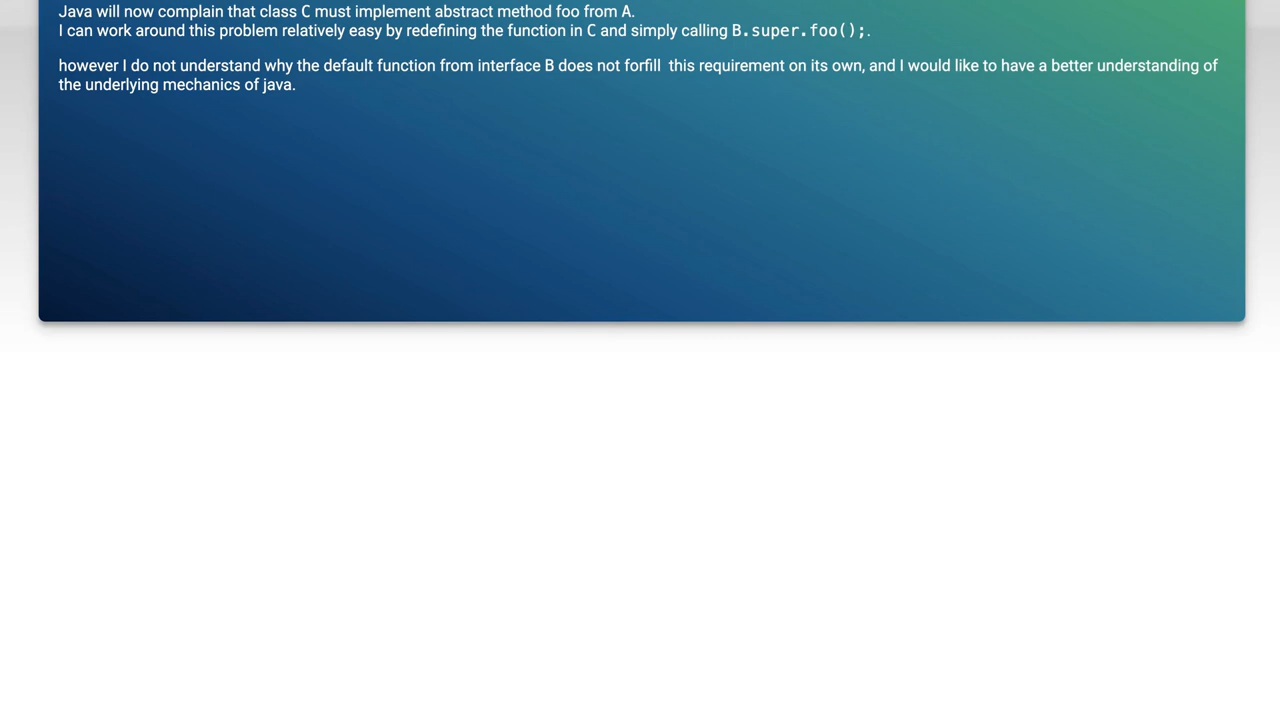 Java will now complain that class C must implement abstract method foo from A.
I can work around this problem relatively easy by redefining the function in C and simply calling B.super.foo();.
however I do not understand why the default function from interface B does not forfill  this requirement on its own, and I would like to have a better understanding of
the underlying mechanics of java.